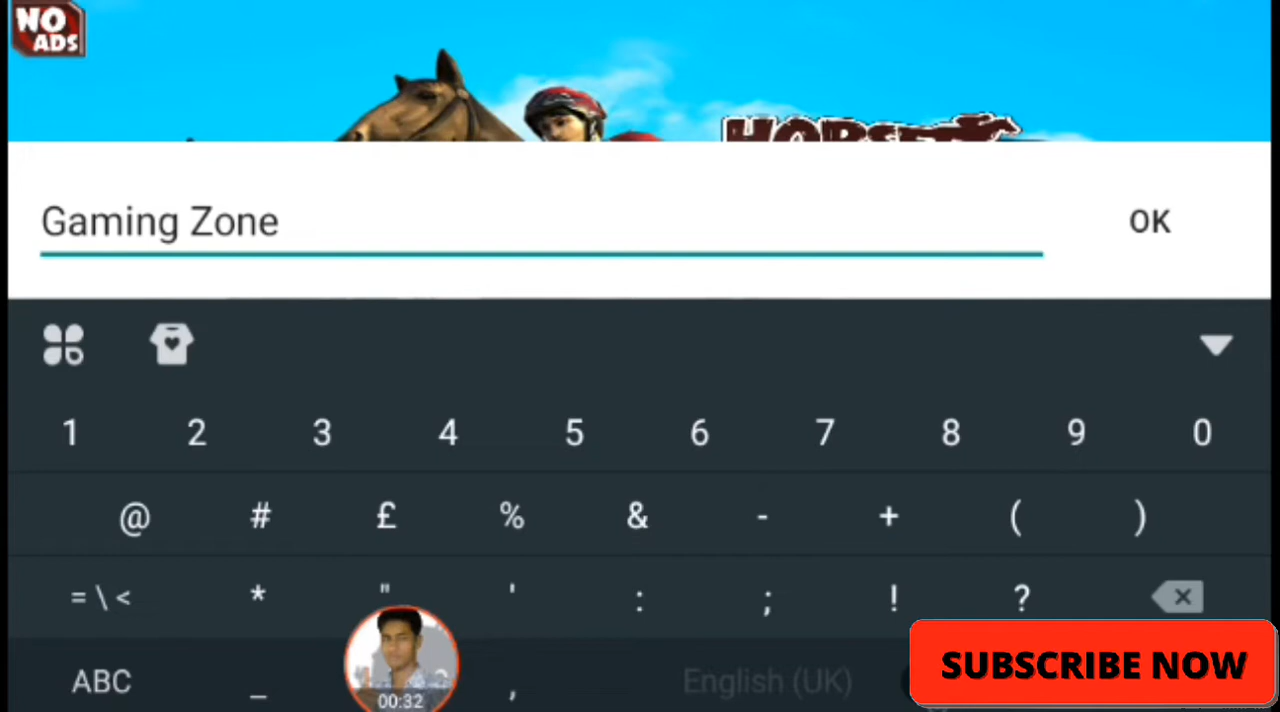 NO
ADS
HORSE
Gaming Zone
OK
1 2 3 4 5 6 7 8 9 0
@ # £ % & - + ( )
= \ < * " ' : ; ! ?
SUBSCRIBE NOW
ABC _ , English (UK)
00:32